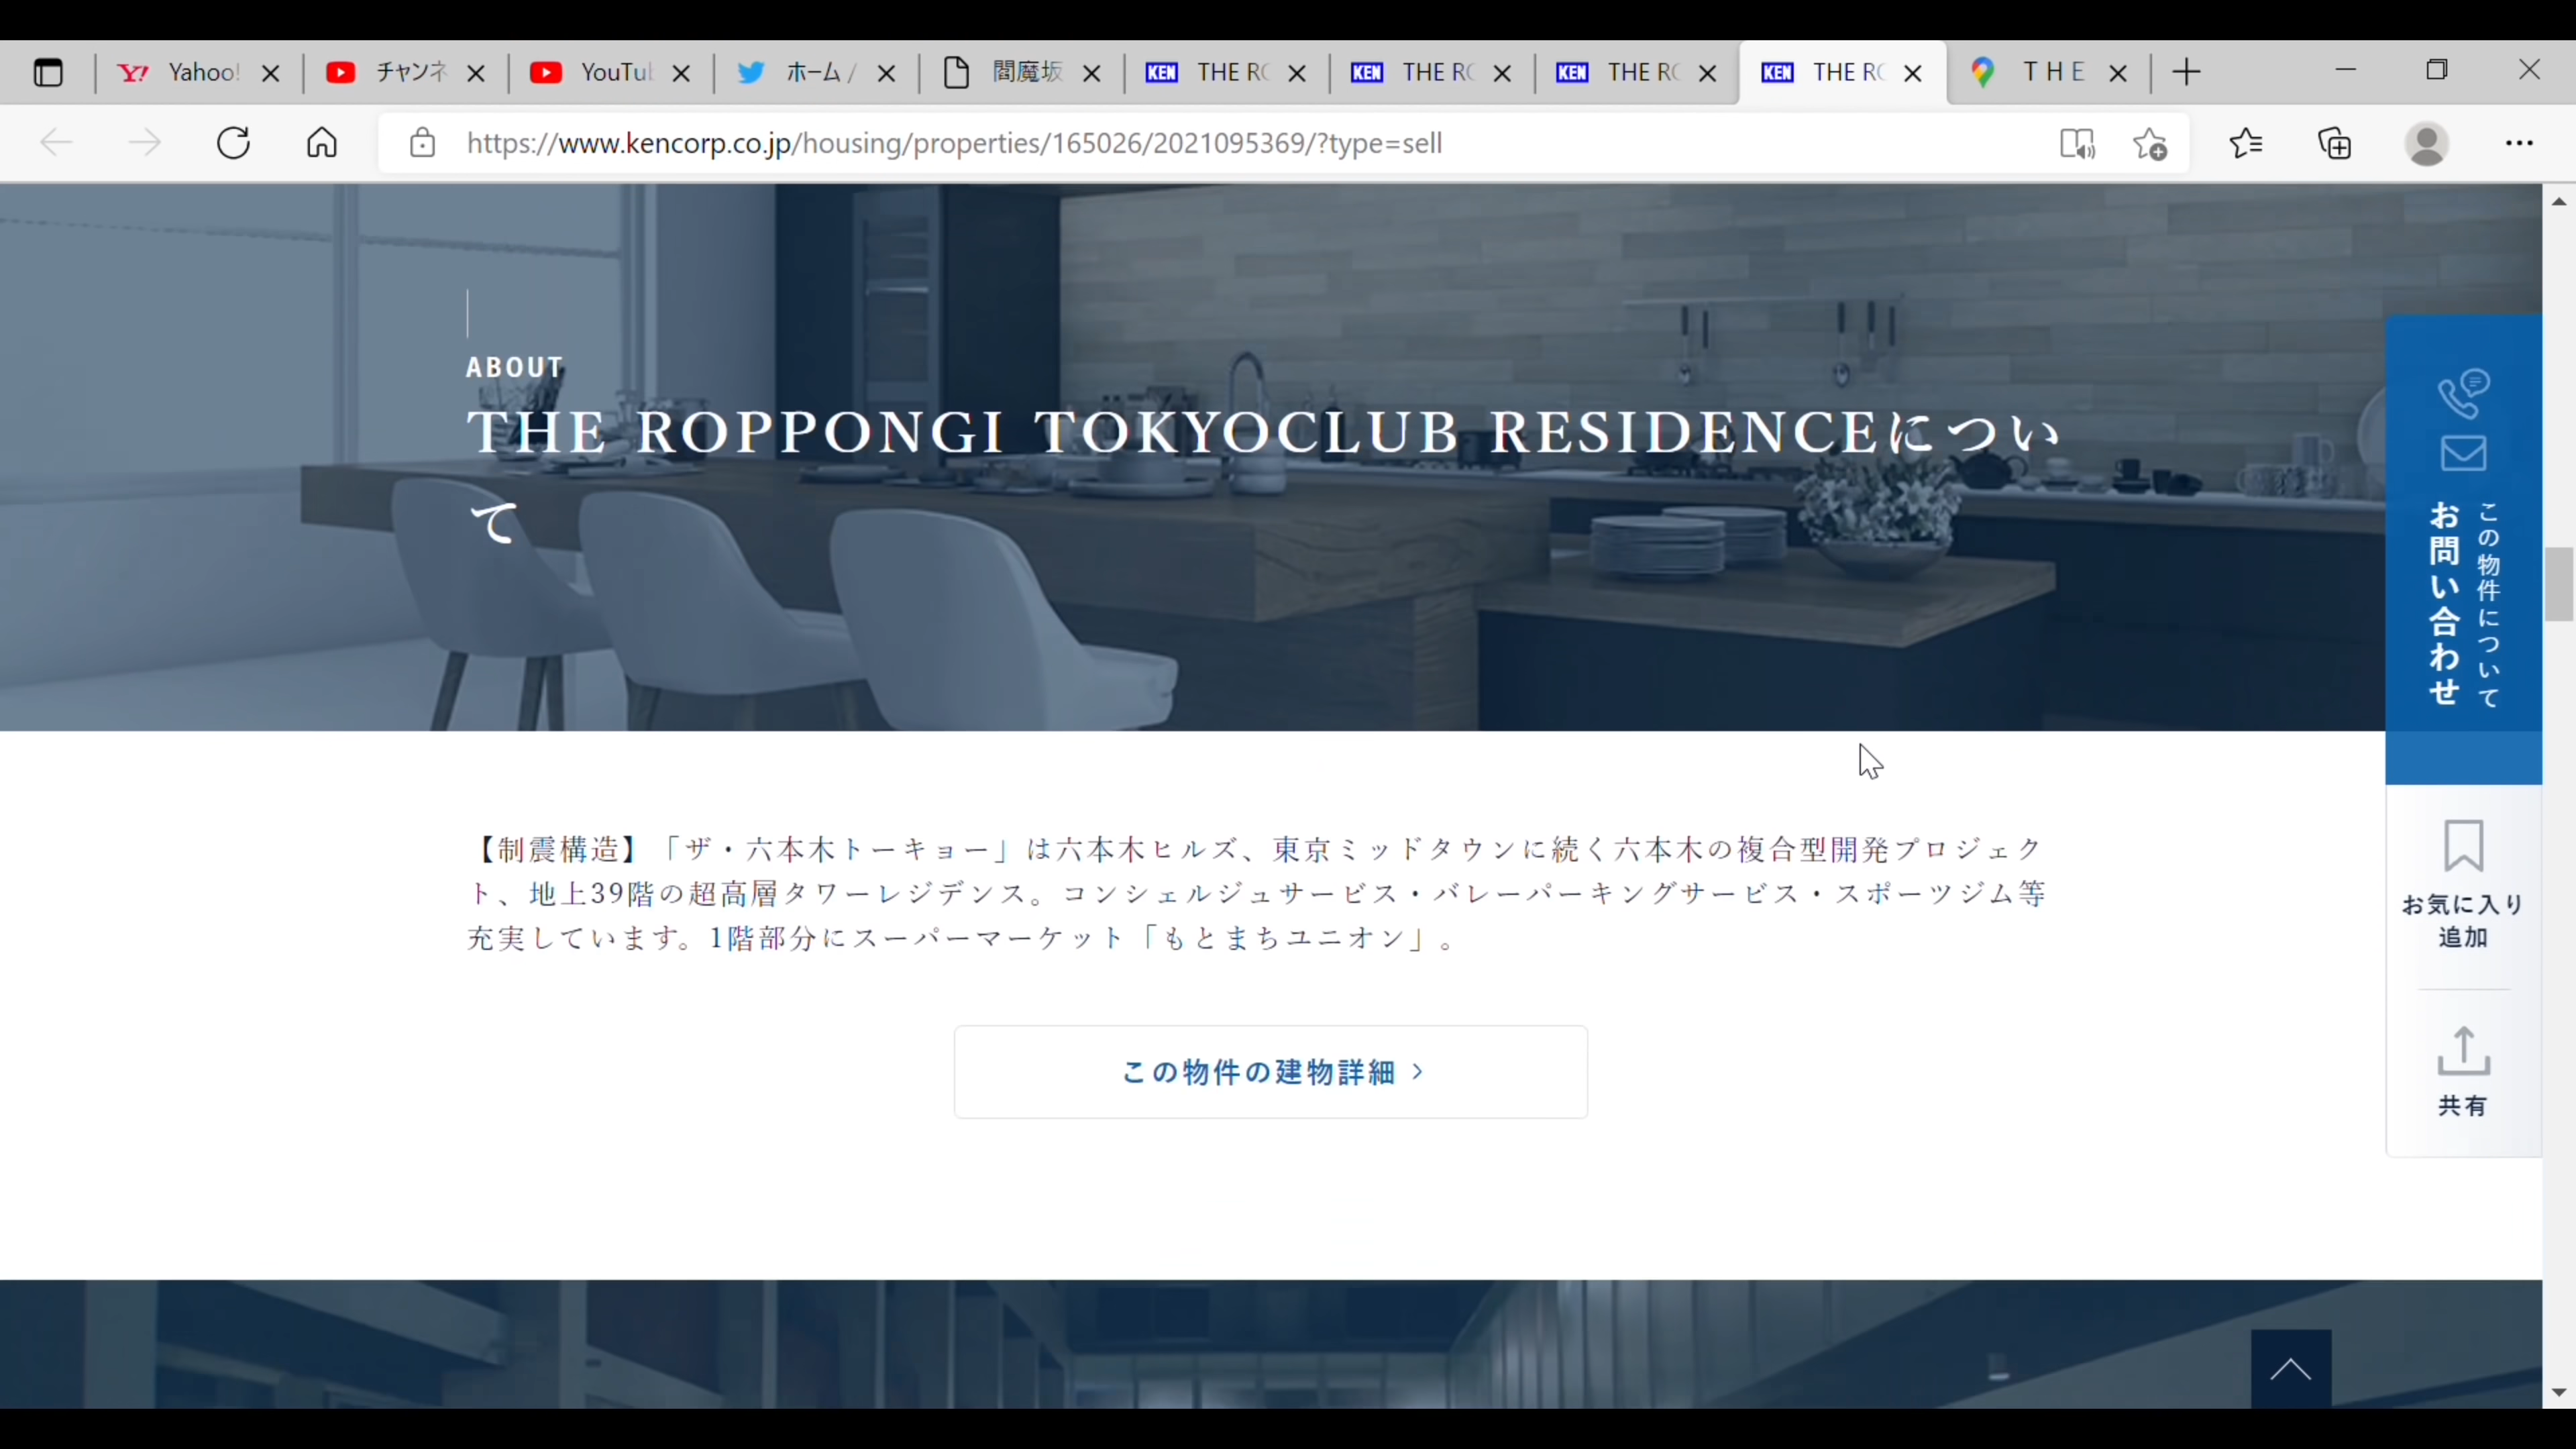 Yahoo!
チャンネ
YouTu
ホーム /
閻魔坂
KEN THE RO
KEN THE RO
KEN THE RO
KEN THE RO
THE
https://www.kencorp.co.jp/housing/properties/165026/2021095369/?type=sell
ABOUT
THE ROPPONGI TOKYOCLUB RESIDENCEについ
て
この物件について
お問い合わせ
【制震構造】「ザ・六本木トーキョー」は六本木ヒルズ、東京ミッドタウンに続く六本木の複合型開発プロジェク
ト、地上39階の超高層タワーレジデンス。コンシェルジュサービス・バレーパーキングサービス・スポーツジム等
充実しています。1階部分にスーパーマーケット「もとまちユニオン」。
お気に入り
追加
この物件の建物詳細
共有